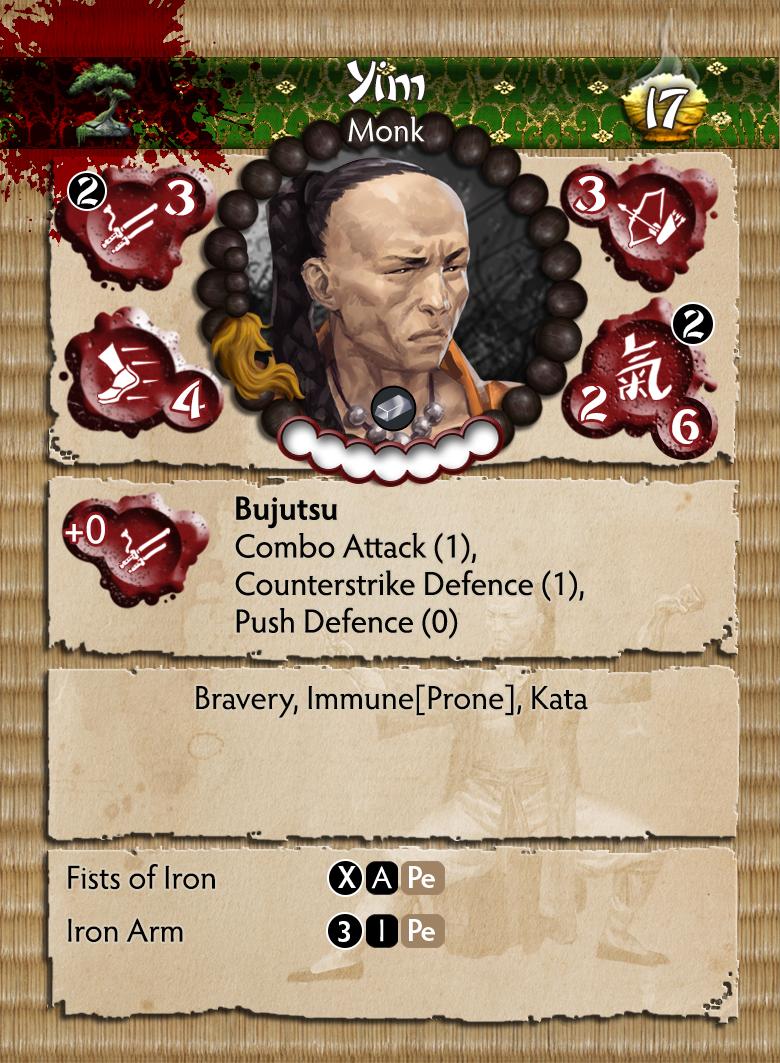 Yim
17
Monk
2 3
3
4
氣
2
2 6
+0
Bujutsu
Combo Attack (1),
Counterstrike Defence (1),
Push Defence (0)
Bravery, Immune[Prone], Kata
Fists of Iron X A Pe
Iron Arm 3 I Pe